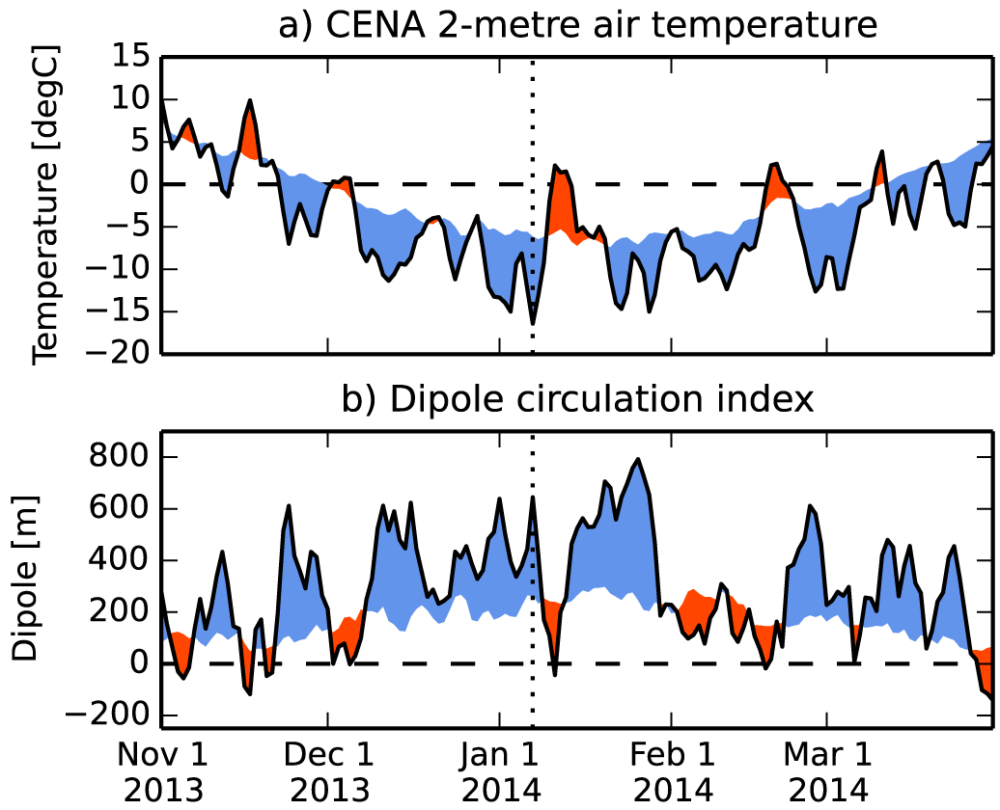 a) CENA 2-metre air temperature
Temperature [degC]
15
10
5
0
−5
−10
−15
−20
b) Dipole circulation index
Dipole [m]
800
600
400
200
0
−200
Nov 1 Dec 1 Jan 1 Feb 1 Mar 1
2013 2013 2014 2014 2014